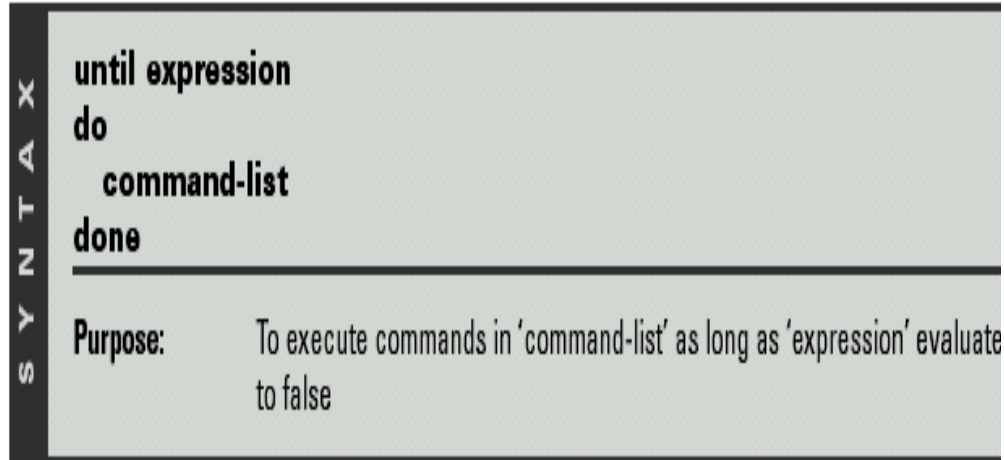 SYNTAX
until expression
do
command-list
done
Purpose: To execute commands in ‘command-list’ as long as ‘expression’ evaluate
to false